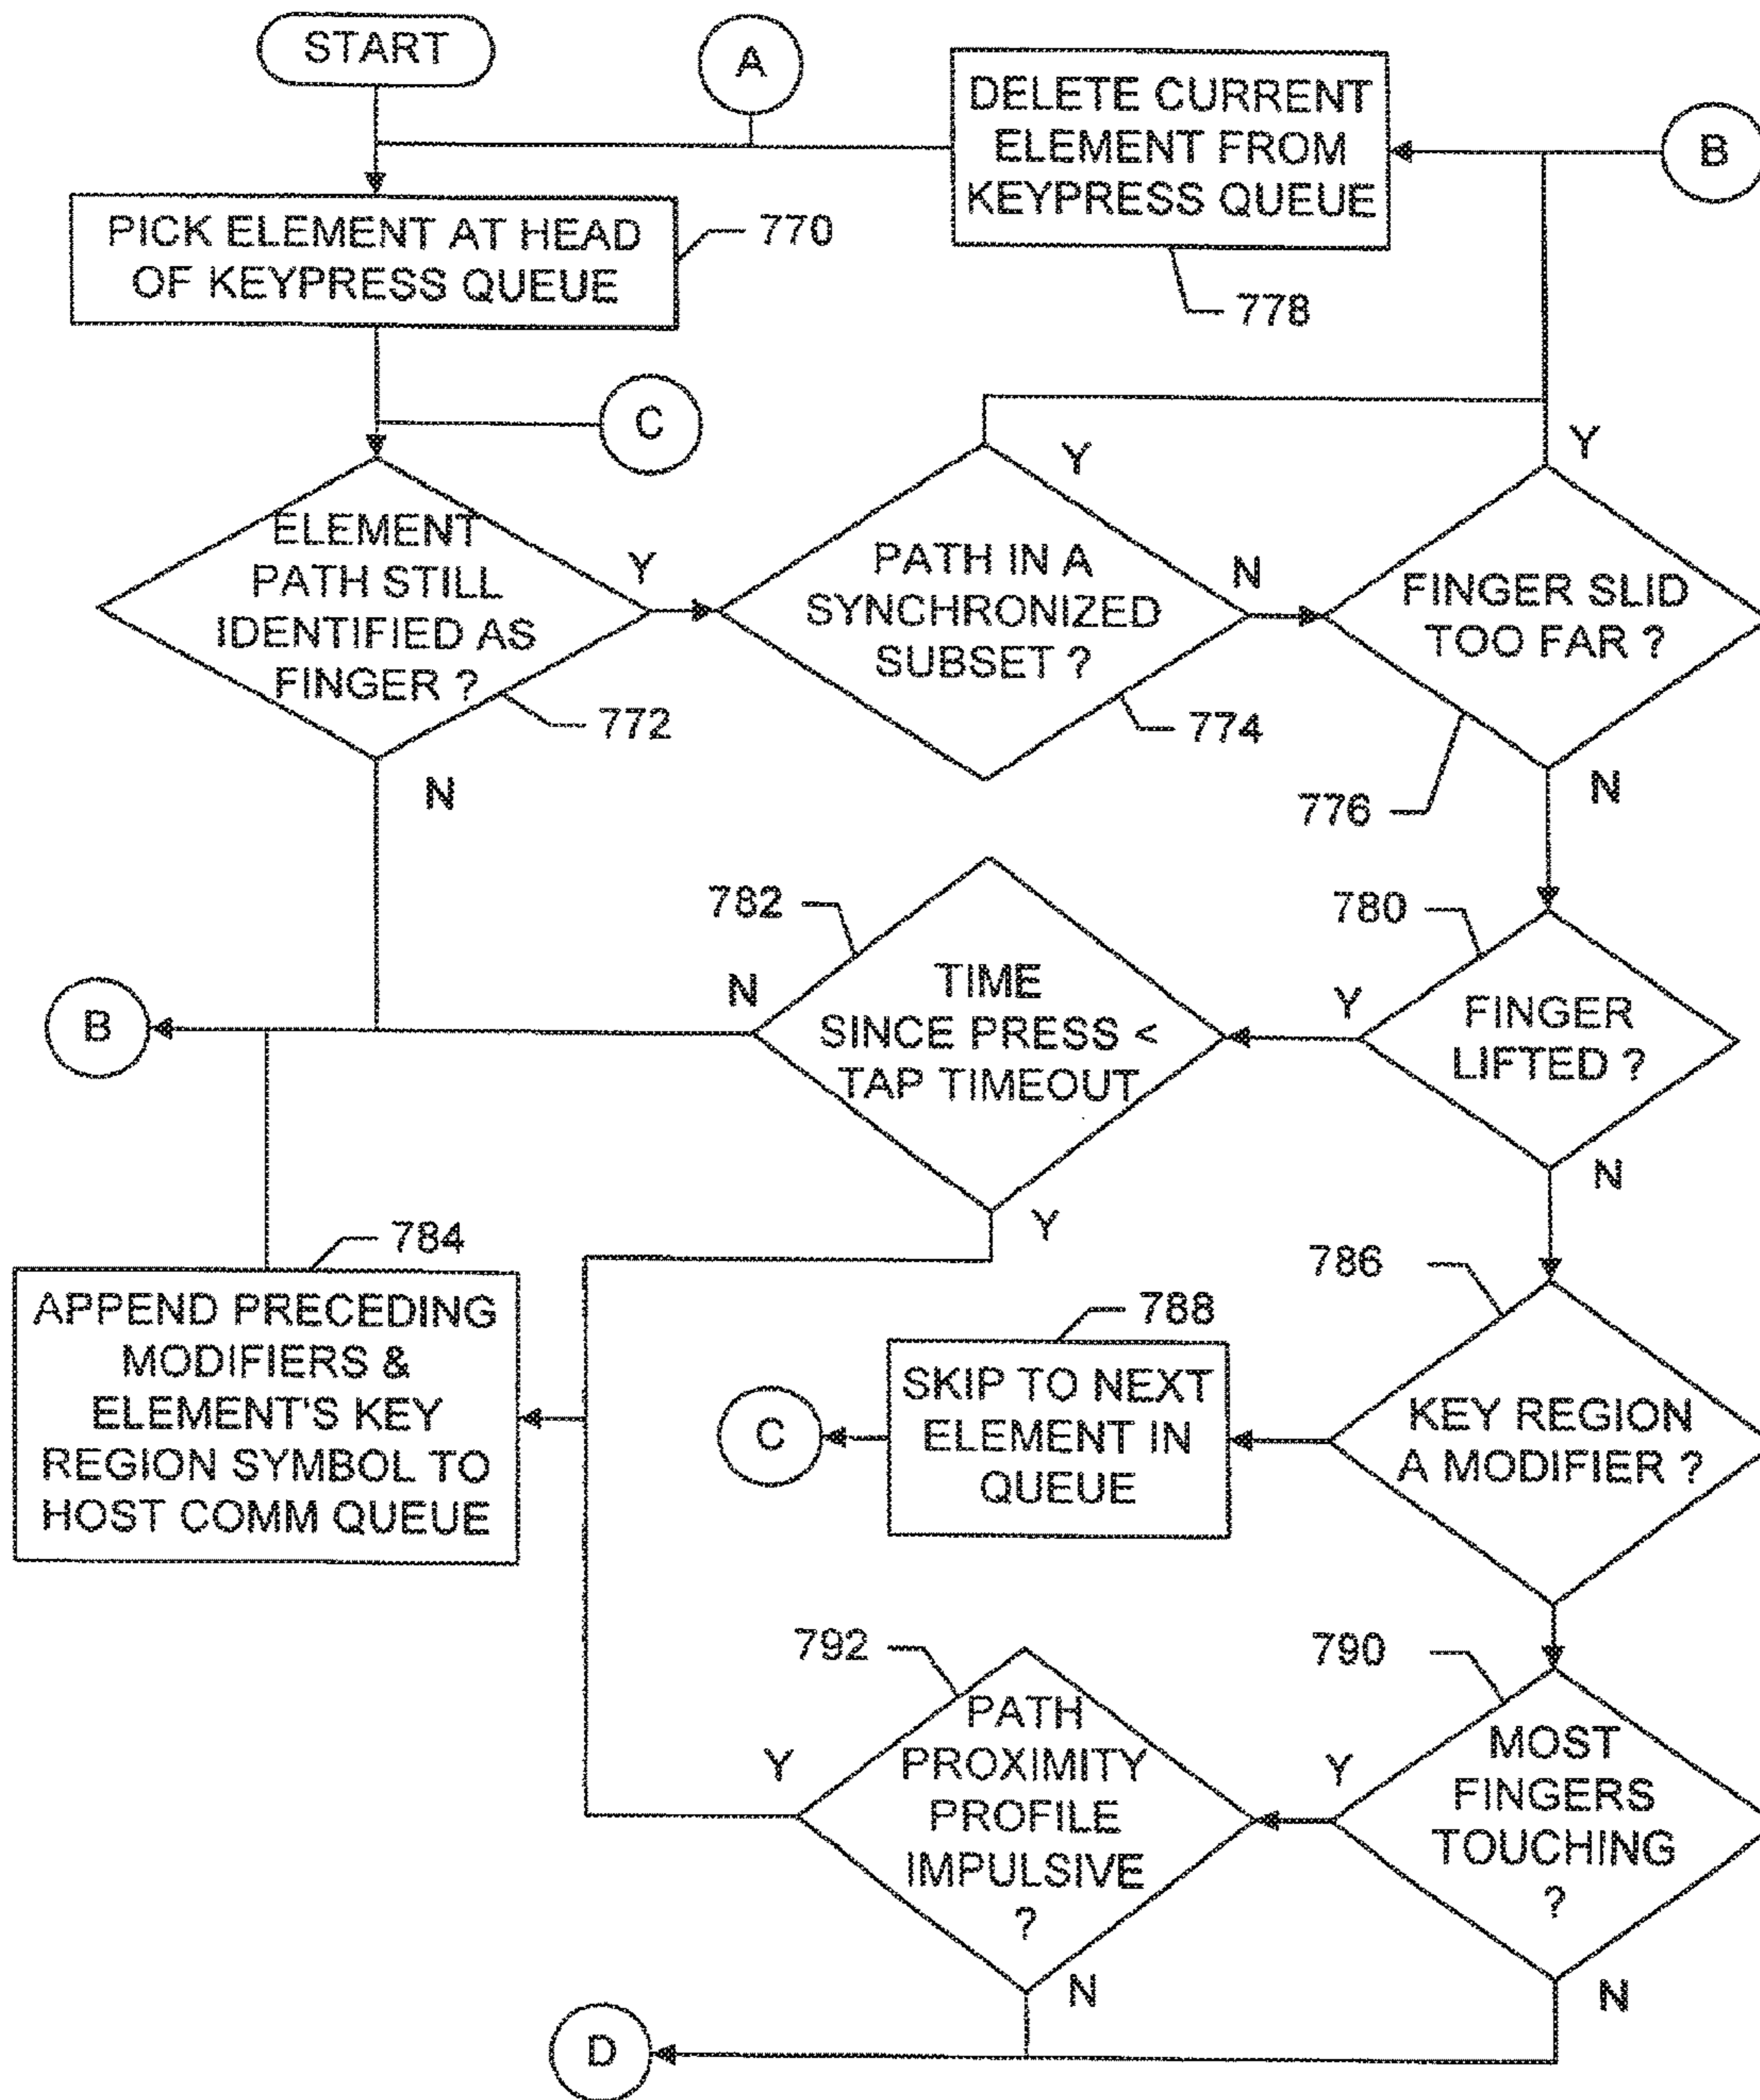 START
A
DELETE CURRENT
ELEMENT FROM
KEYPRESS QUEUE
B
PICK ELEMENT AT HEAD
OF KEYPRESS QUEUE
770
778
C
ELEMENT
PATH STILL
IDENTIFIED AS
FINGER ?
Y
772
N
PATH IN A
SYNCHRONIZED
SUBSET ?
Y
N
774
FINGER SLID
TOO FAR ?
Y
776
N
782
TIME
SINCE PRESS <
TAP TIMEOUT
N
Y
780
FINGER
LIFTED ?
Y
N
B
784
APPEND PRECEDING
MODIFIERS &
ELEMENT'S KEY
REGION SYMBOL TO
HOST COMM QUEUE
786
KEY REGION
A MODIFIER ?
788
SKIP TO NEXT
ELEMENT IN
QUEUE
C
792
PATH
PROXIMITY
PROFILE
IMPULSIVE
?
Y
N
790
MOST
FINGERS
TOUCHING
?
Y
N
D